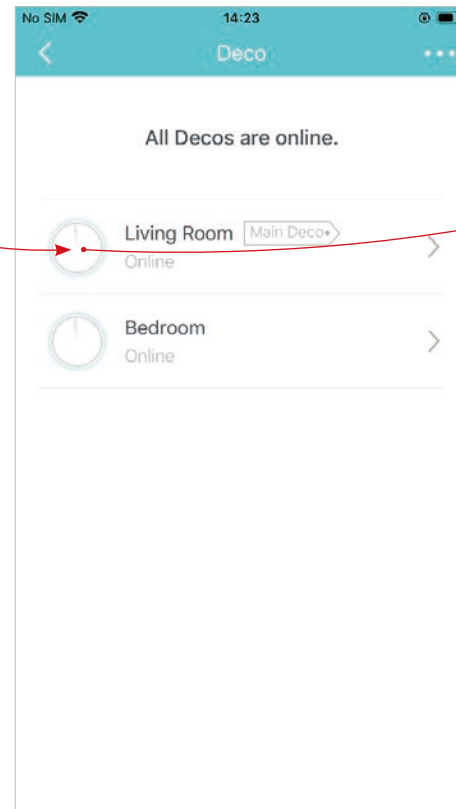 No SIM 14:23
Deco
All Decos are online.
Living Room Main Deco
Online
Bedroom
Online